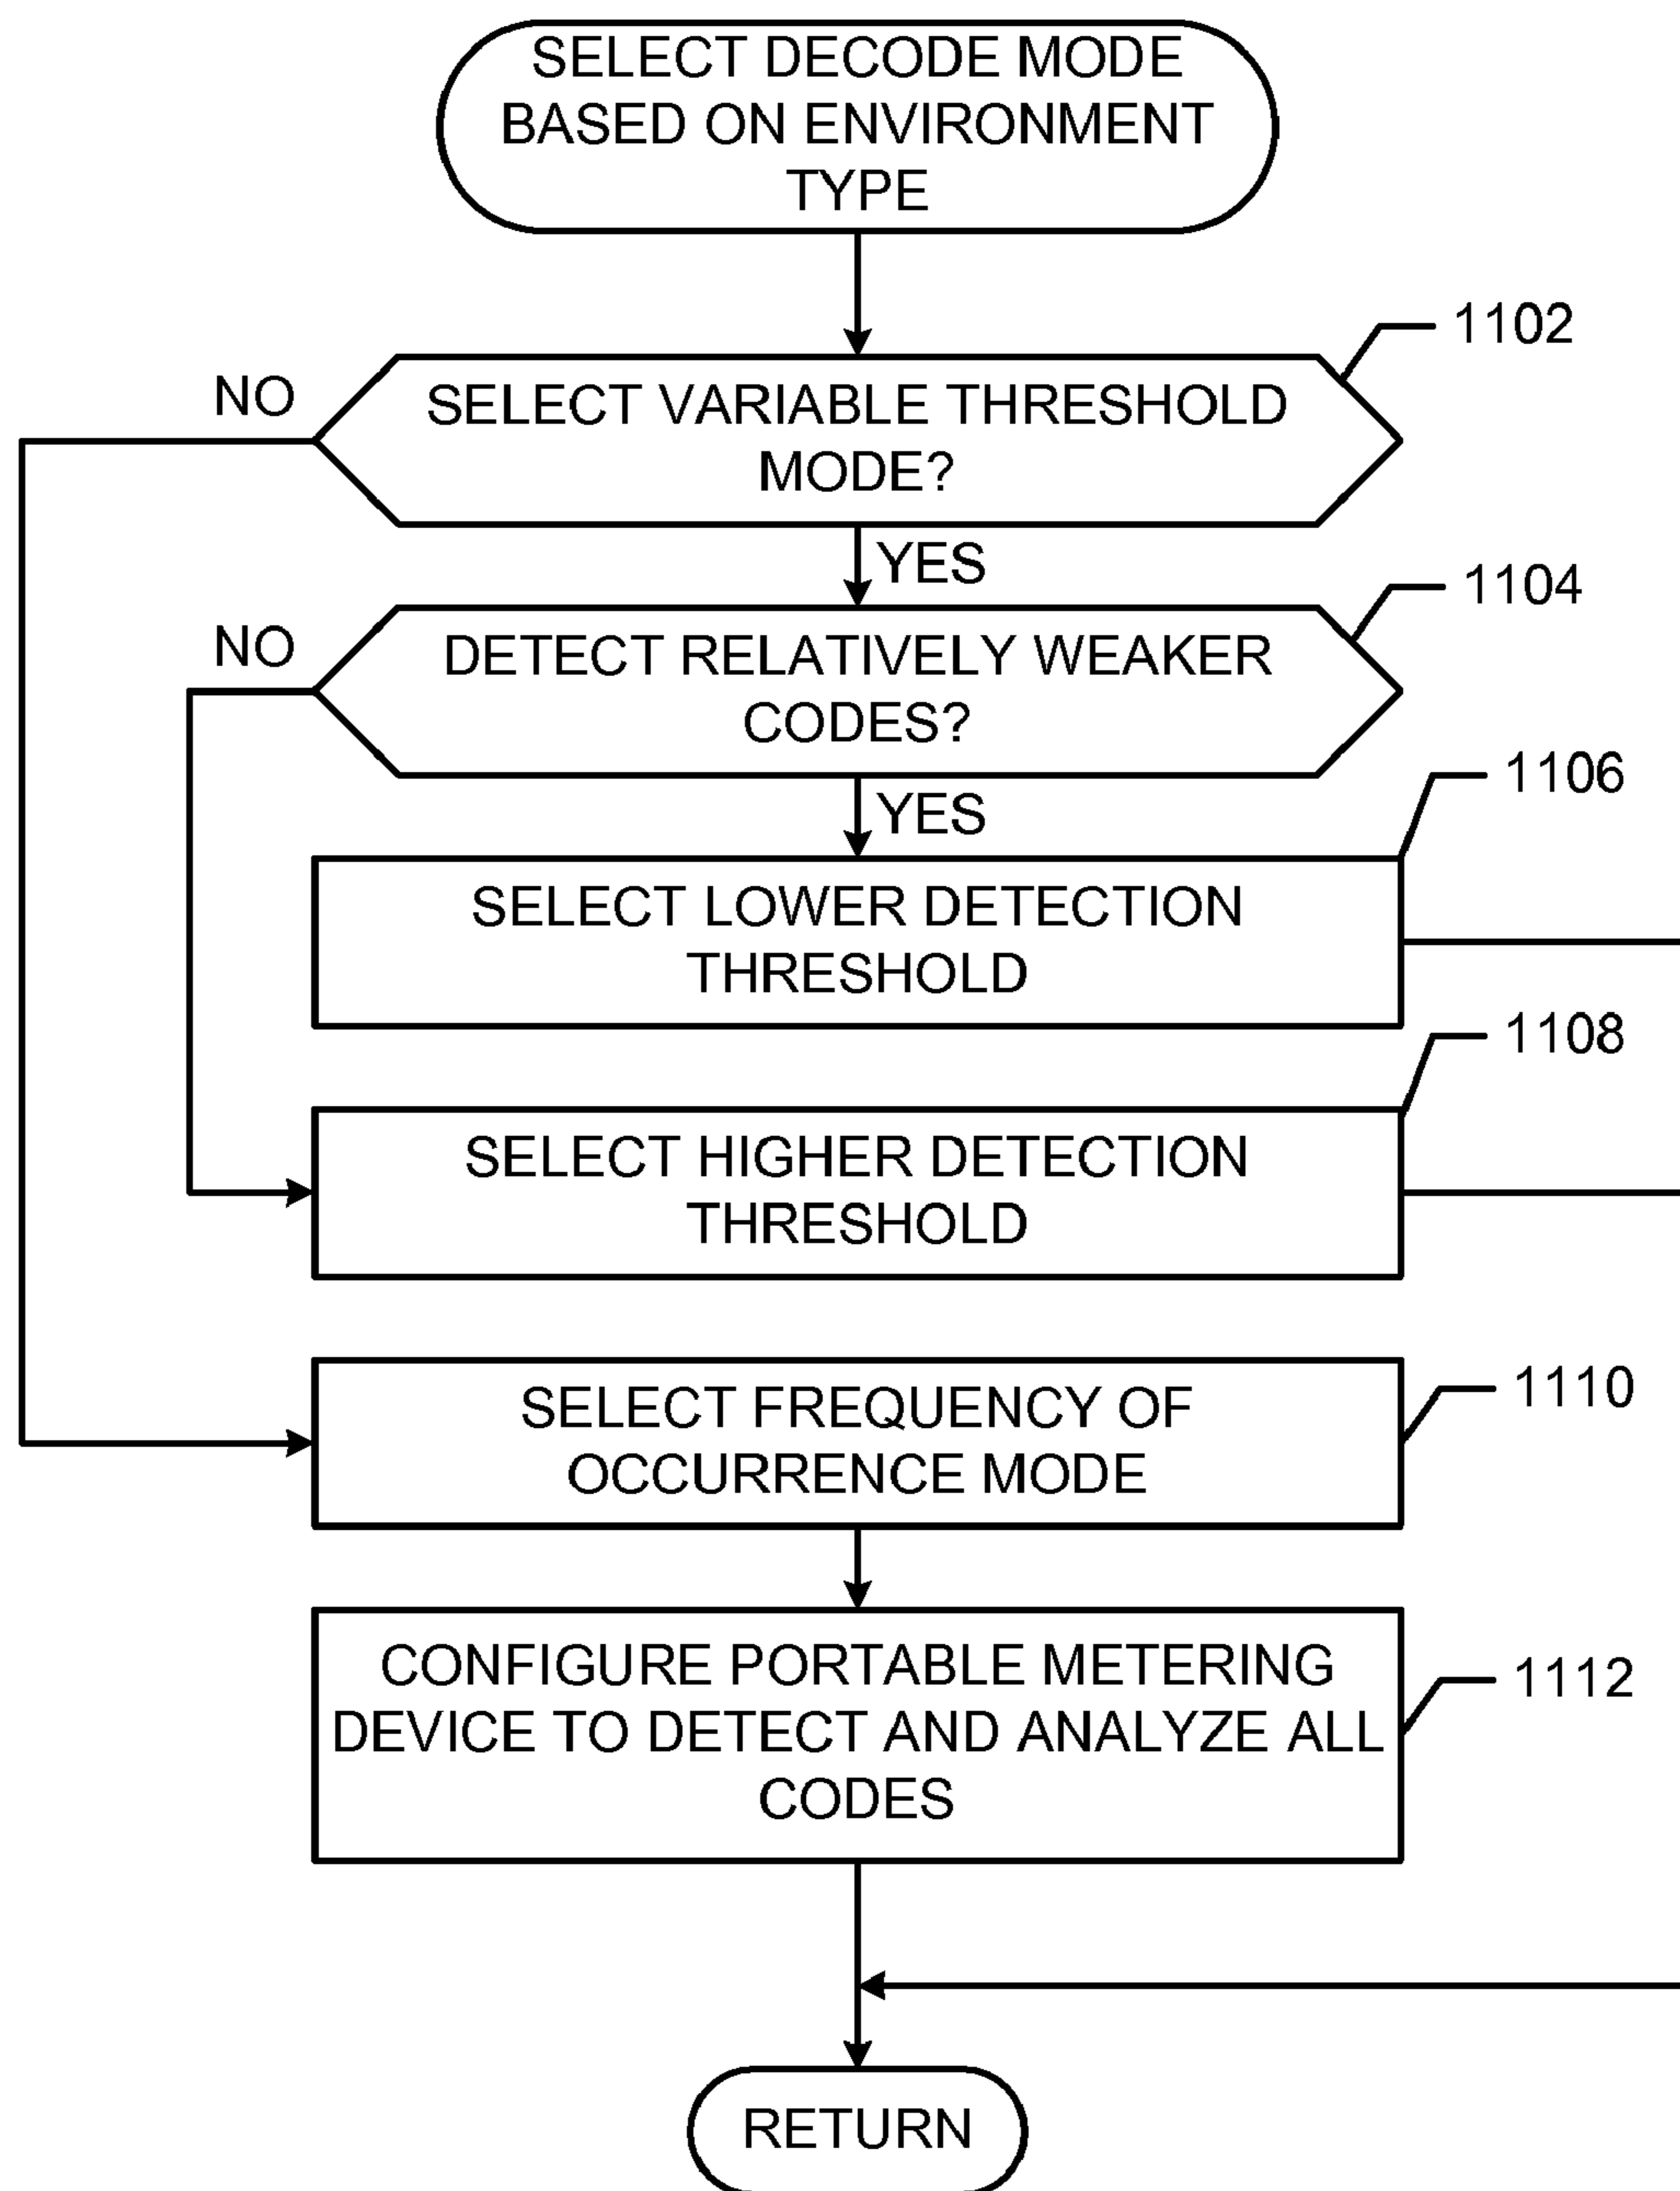 SELECT DECODE MODE
BASED ON ENVIRONMENT
TYPE
1102
NO
SELECT VARIABLE THRESHOLD
MODE?
YES
1104
NO
DETECT RELATIVELY WEAKER
CODES?
YES
1106
SELECT LOWER DETECTION
THRESHOLD
1108
SELECT HIGHER DETECTION
THRESHOLD
1110
SELECT FREQUENCY OF
OCCURRENCE MODE
1112
CONFIGURE PORTABLE METERING
DEVICE TO DETECT AND ANALYZE ALL
CODES
RETURN